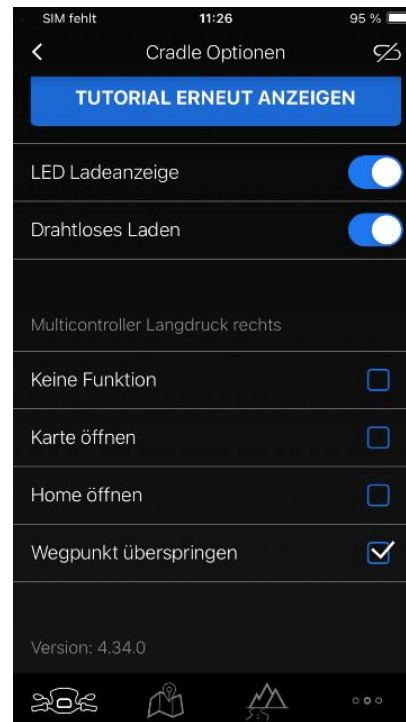 SIM fehlt 11:26 95 %
Cradle Optionen
TUTORIAL ERNEUT ANZEIGEN
LED Ladeanzeige
Drahtloses Laden
Multicontroller Langdruck rechts
Keine Funktion
Karte öffnen
Home öffnen
Wegpunkt überspringen
Version: 4.34.0